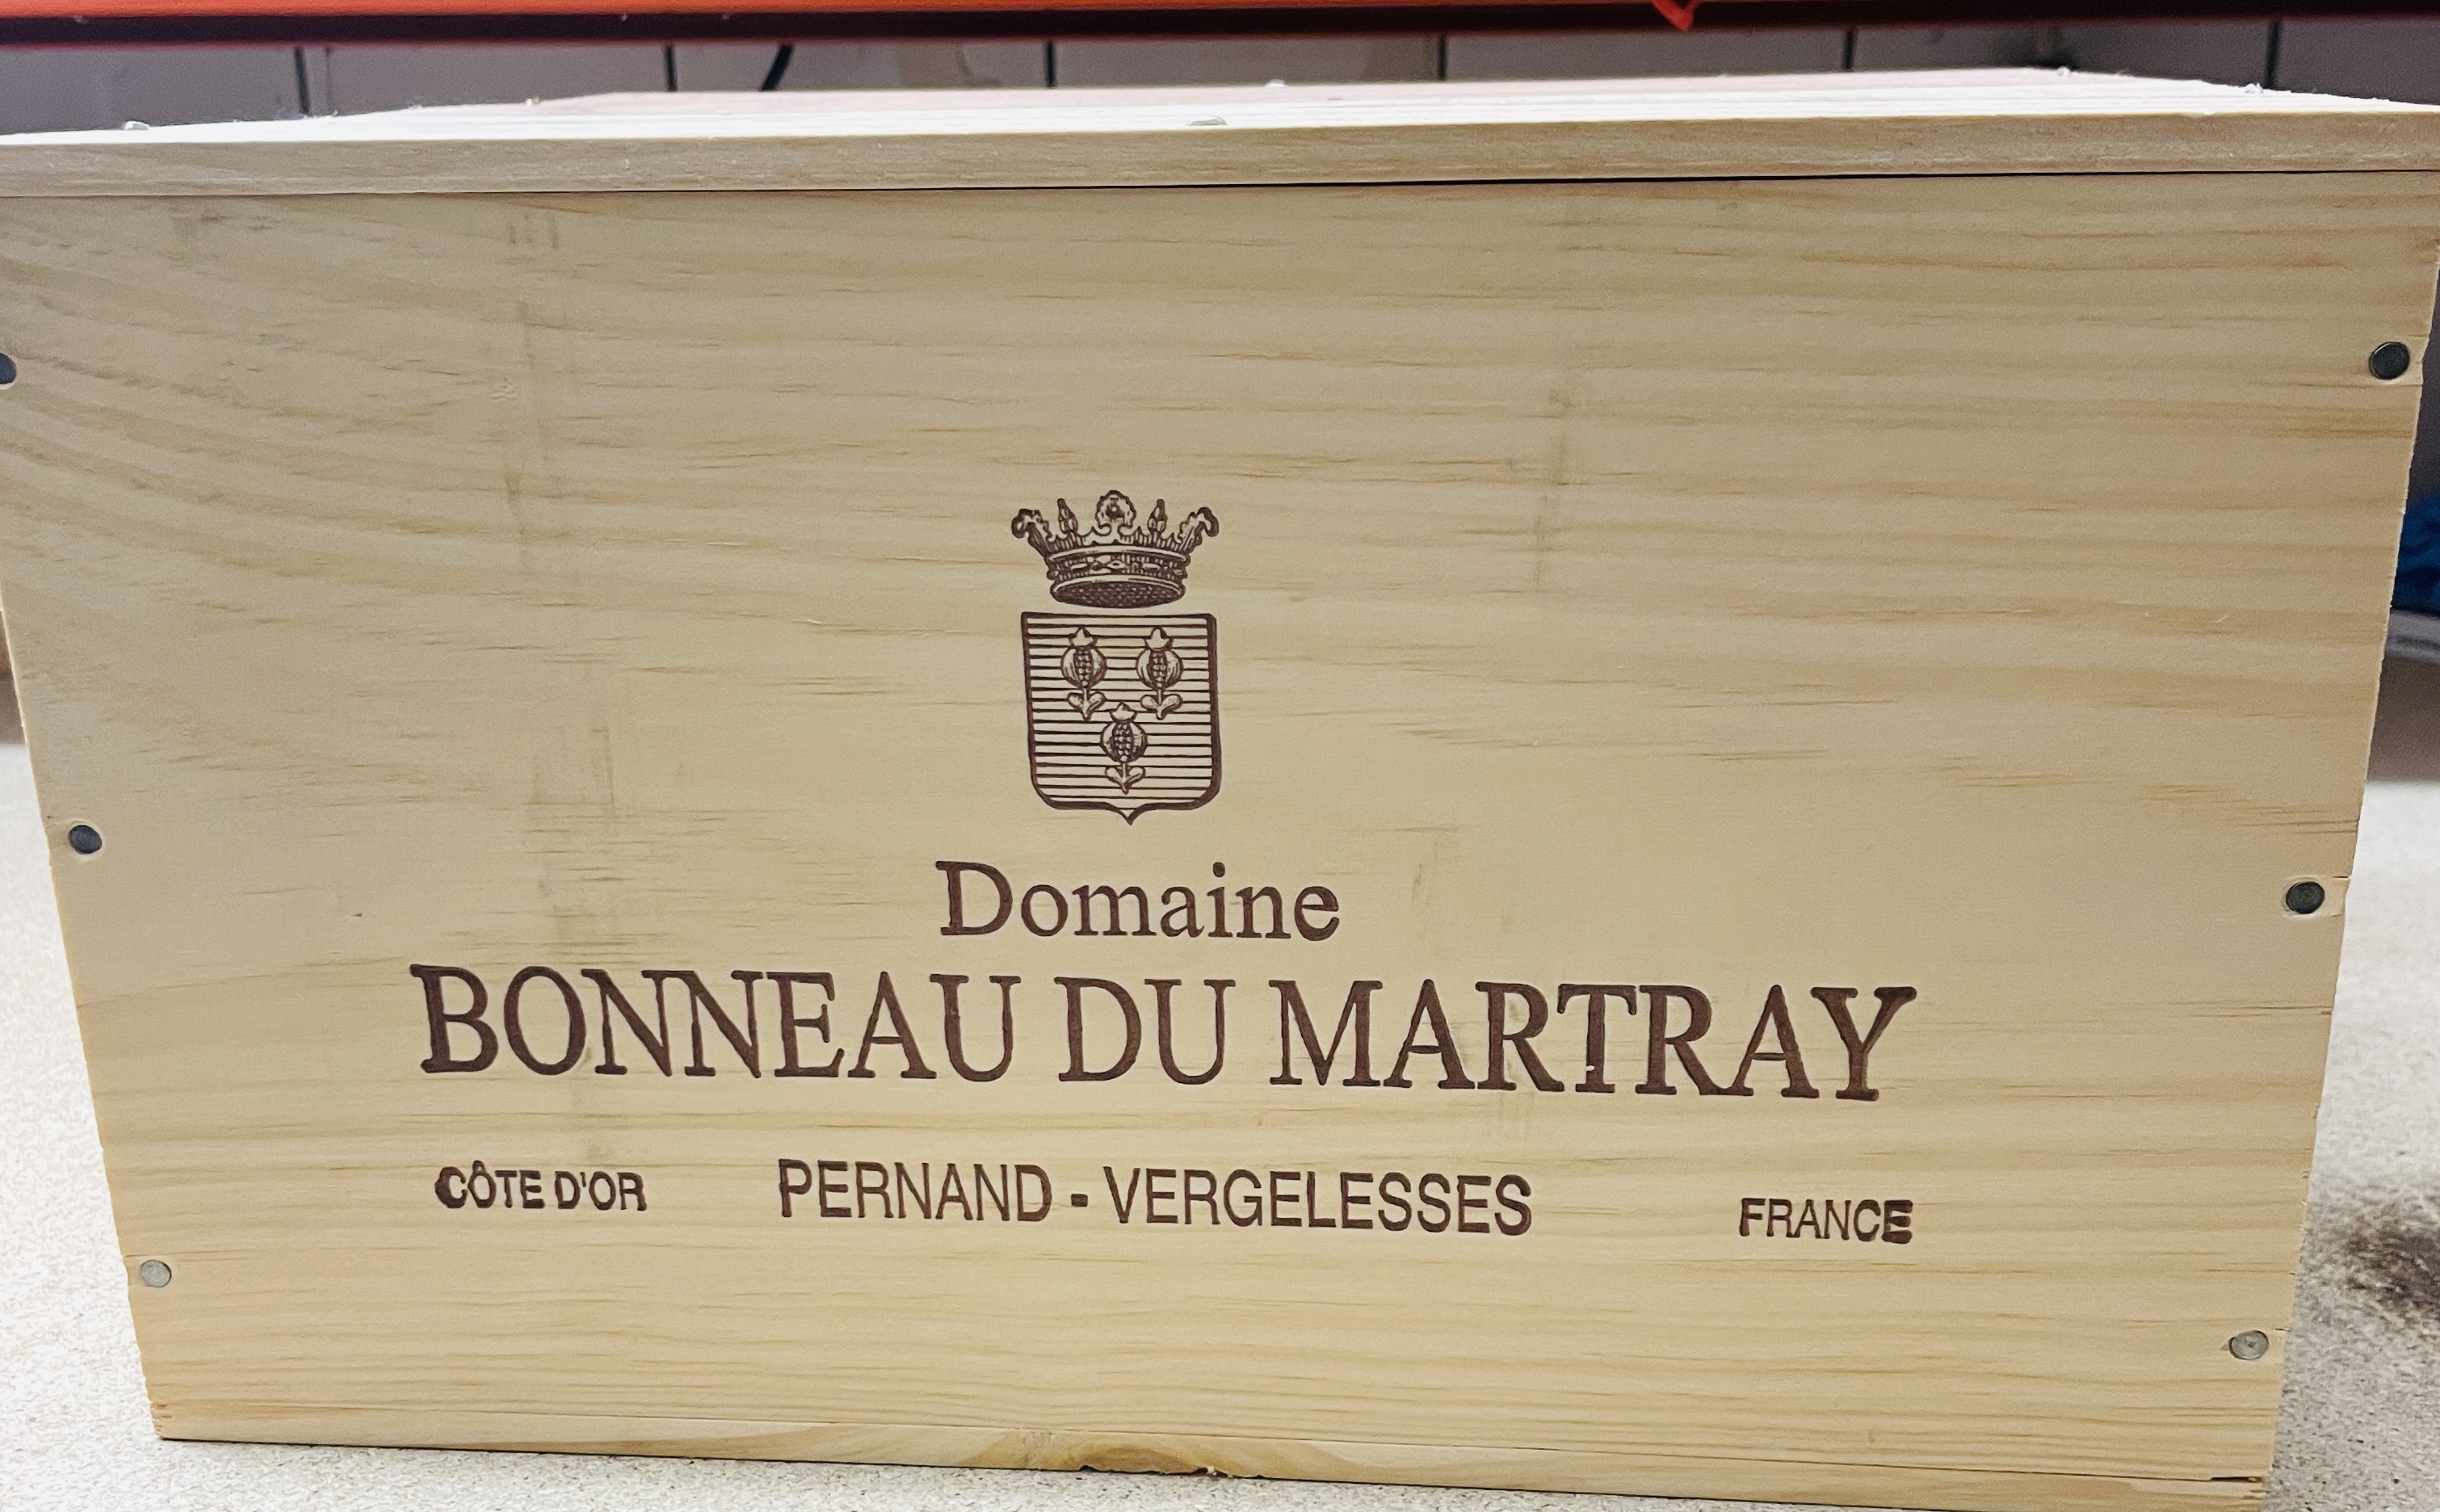 Domaine
BONNEAU DU MARTRAY
CÔTE D'OR PERNAND - VERGELESSES FRANCE